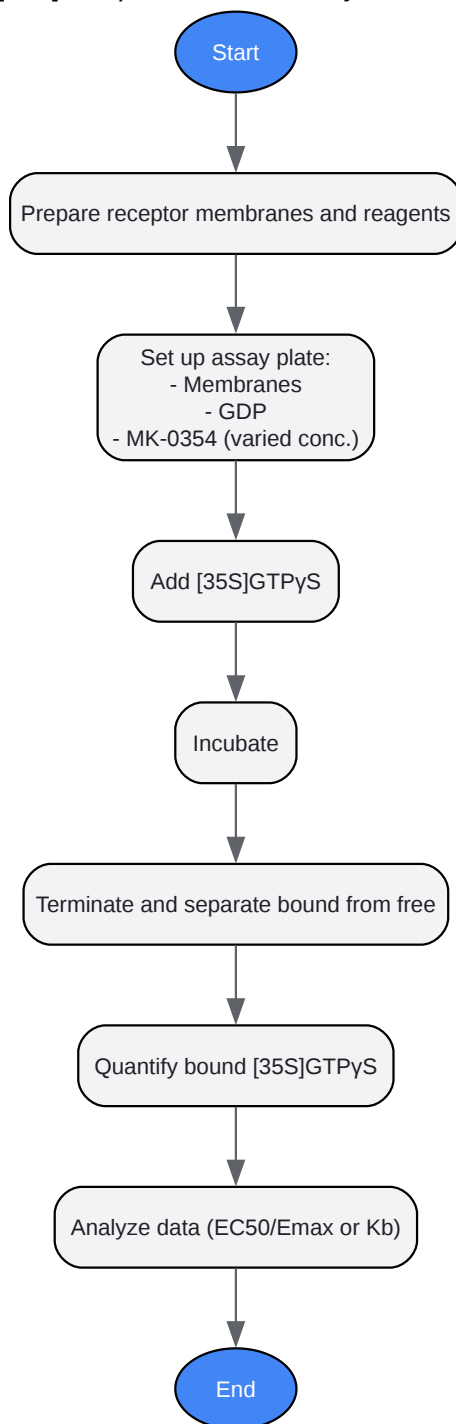 Start
Prepare receptor membranes and reagents
Set up assay plate:
- Membranes
- GDP
- MK-0354 (varied conc.)
Add [35S]GTPγS
Incubate
Terminate and separate bound from free
Quantify bound [35S]GTPγS
Analyze data (EC50/Emax or Kb)
End